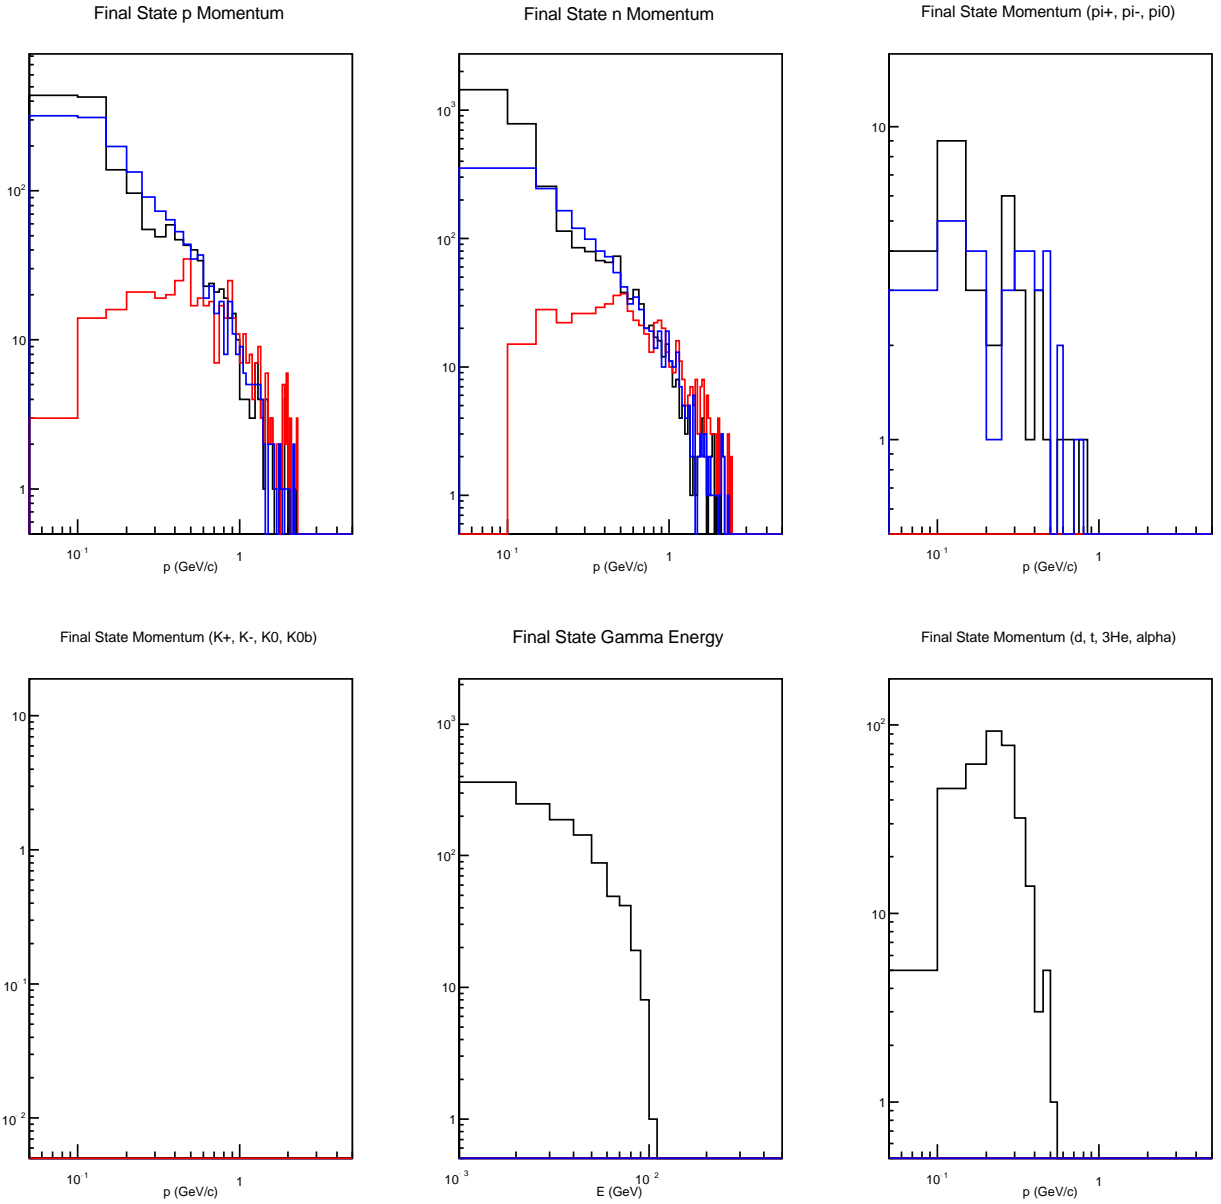 Final State p Momentum
10²
10
1
10⁻¹
1
p (GeV/c)
Final State n Momentum
10³
10²
10
1
10⁻¹
1
p (GeV/c)
Final State Momentum (pi+, pi-, pi0)
10
1
10⁻¹
1
p (GeV/c)
Final State Momentum (K+, K-, K0, K0b)
10
1
10⁻¹
10⁻²
10⁻¹
1
p (GeV/c)
Final State Gamma Energy
10³
10²
10
1
10⁻³
10⁻²
E (GeV)
Final State Momentum (d, t, 3He, alpha)
10²
10
1
10⁻¹
1
p (GeV/c)